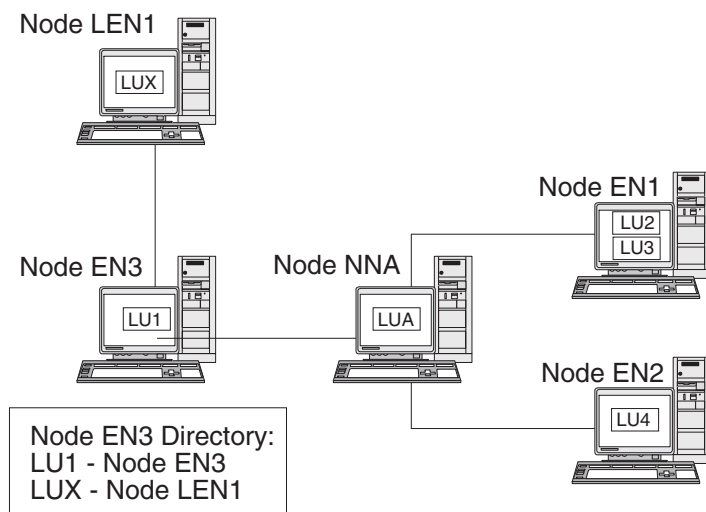 Node LEN1
LUX
Node EN1
LU2
LU3
Node EN3
Node NNA
LU1
LUA
Node EN2
LU4
Node EN3 Directory:
LU1 - Node EN3
LUX - Node LEN1